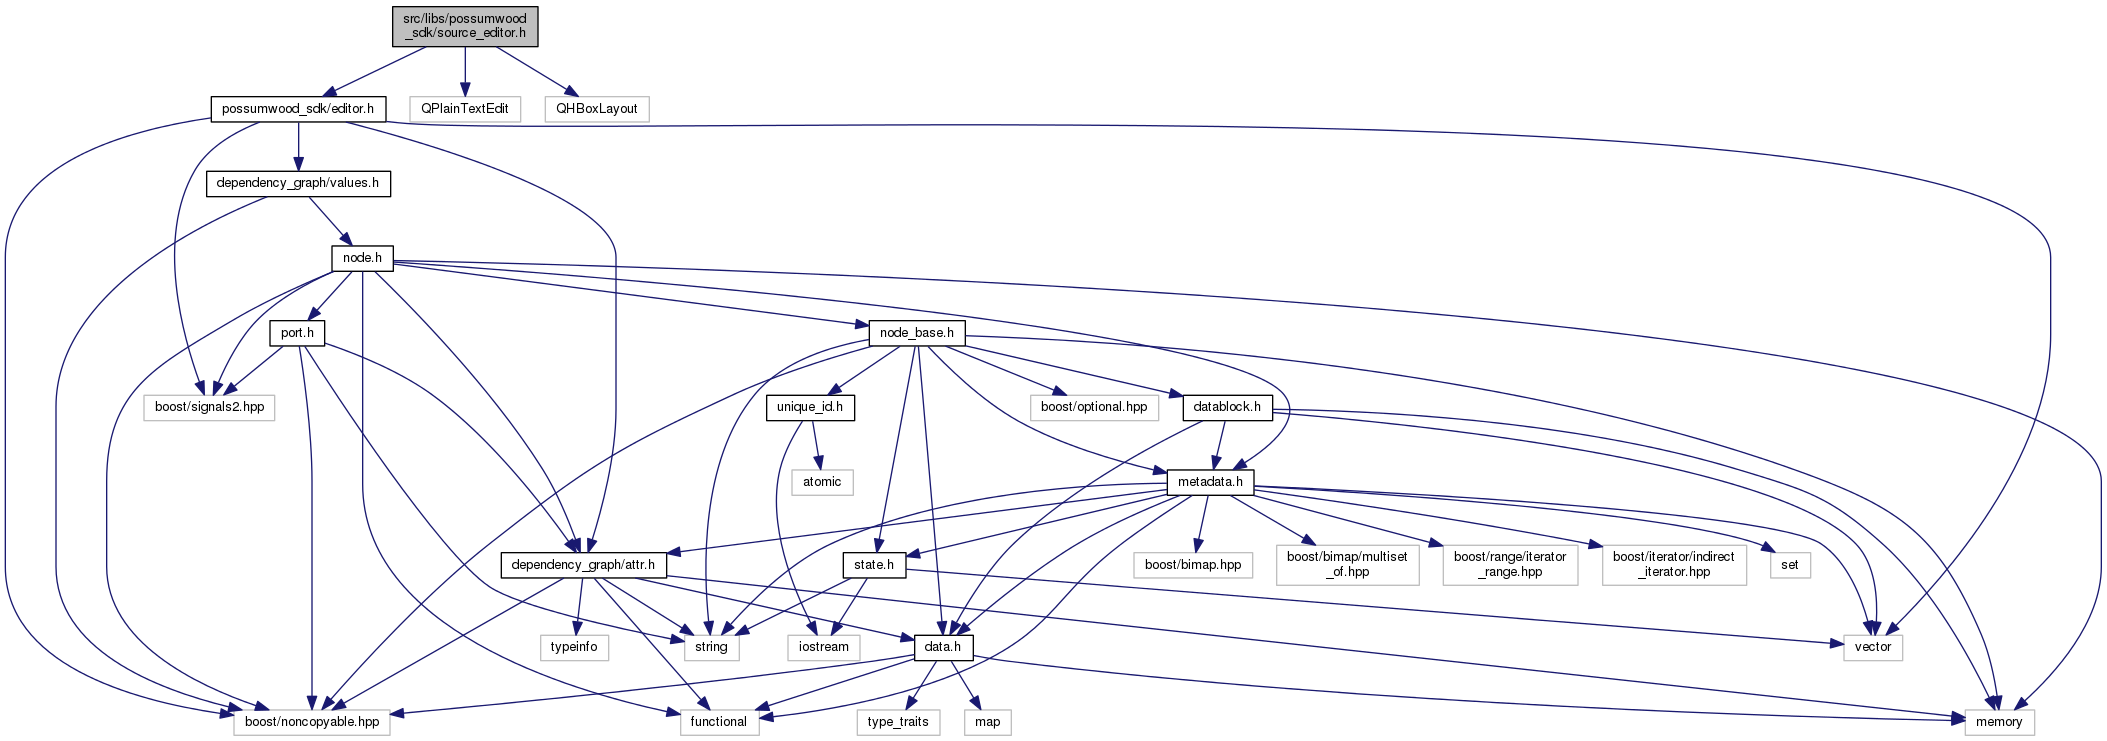 src/libs/possumwood
_sdk/source_editor.h
possumwood_sdk/editor.h
QPlainTextEdit
QHBoxLayout
dependency_graph/values.h
node.h
port.h
node_base.h
boost/signals2.hpp
unique_id.h
boost/optional.hpp
datablock.h
atomic
metadata.h
dependency_graph/attr.h
state.h
boost/bimap.hpp
boost/bimap/multiset
_of.hpp
boost/range/iterator
_range.hpp
boost/iterator/indirect
_iterator.hpp
set
typeinfo
string
iostream
data.h
vector
boost/noncopyable.hpp
functional
type_traits
map
memory